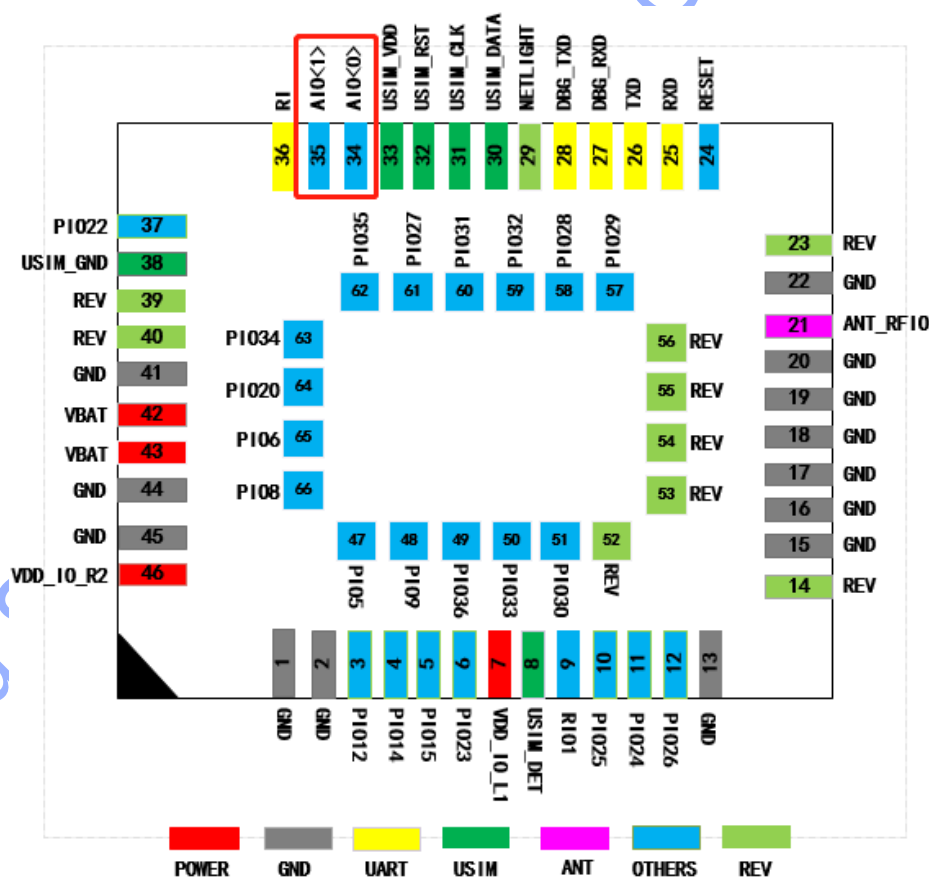 RI
AIO<1>
AIO<0>
USIM_VDD
USIM_RST
USIM_CLK
USIM_DATA
NETLIGHT
DBG_TXD
DBG_RXD
TXD
RXD
RESET
36
35
34
33
32
31
30
29
28
27
26
25
24
PIO22 37
USIM_GND 38
REV 39
REV 40
GND 41
VBAT 42
VBAT 43
GND 44
GND 45
VDD_IO_R2 46
PIO35
PIO27
PIO31
PIO32
PIO28
PIO29
62
61
60
59
58
57
PIO34 63
PIO20 64
PIO6 65
PIO8 66
56 REV
55 REV
54 REV
53 REV
47
48
49
50
51
52
PIO5
PIO9
PIO36
PIO33
PIO30
REV
23 REV
22 GND
21 ANT_RFIO
20 GND
19 GND
18 GND
17 GND
16 GND
15 GND
14 REV
1
2
3
4
5
6
7
8
9
10
11
12
13
GND
GND
PIO12
PIO14
PIO15
PIO23
VDD_IO_L1
USIM_DET
RIO1
PIO25
PIO24
PIO26
GND
POWER
GND
UART
USIM
ANT
OTHERS
REV